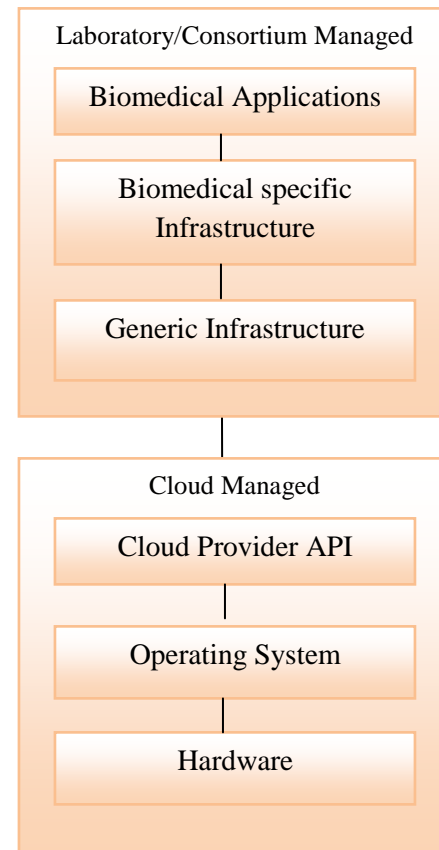 Laboratory/Consortium Managed
Biomedical Applications
Biomedical specific
Infrastructure
Generic Infrastructure
Cloud Managed
Cloud Provider API
Operating System
Hardware